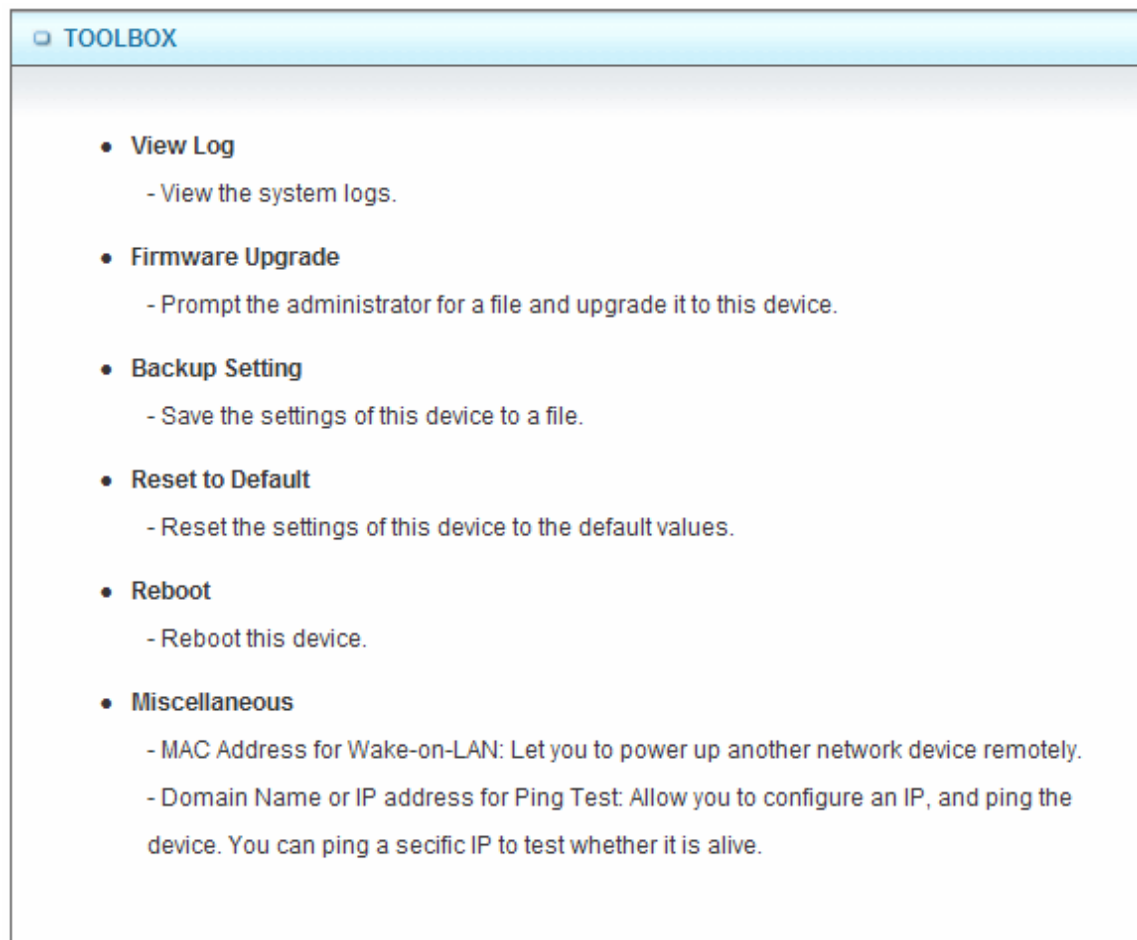 TOOLBOX
● View Log
- View the system logs.
● Firmware Upgrade
- Prompt the administrator for a file and upgrade it to this device.
● Backup Setting
- Save the settings of this device to a file.
● Reset to Default
- Reset the settings of this device to the default values.
● Reboot
- Reboot this device.
● Miscellaneous
- MAC Address for Wake-on-LAN: Let you to power up another network device remotely.
- Domain Name or IP address for Ping Test: Allow you to configure an IP, and ping the
device. You can ping a secific IP to test whether it is alive.